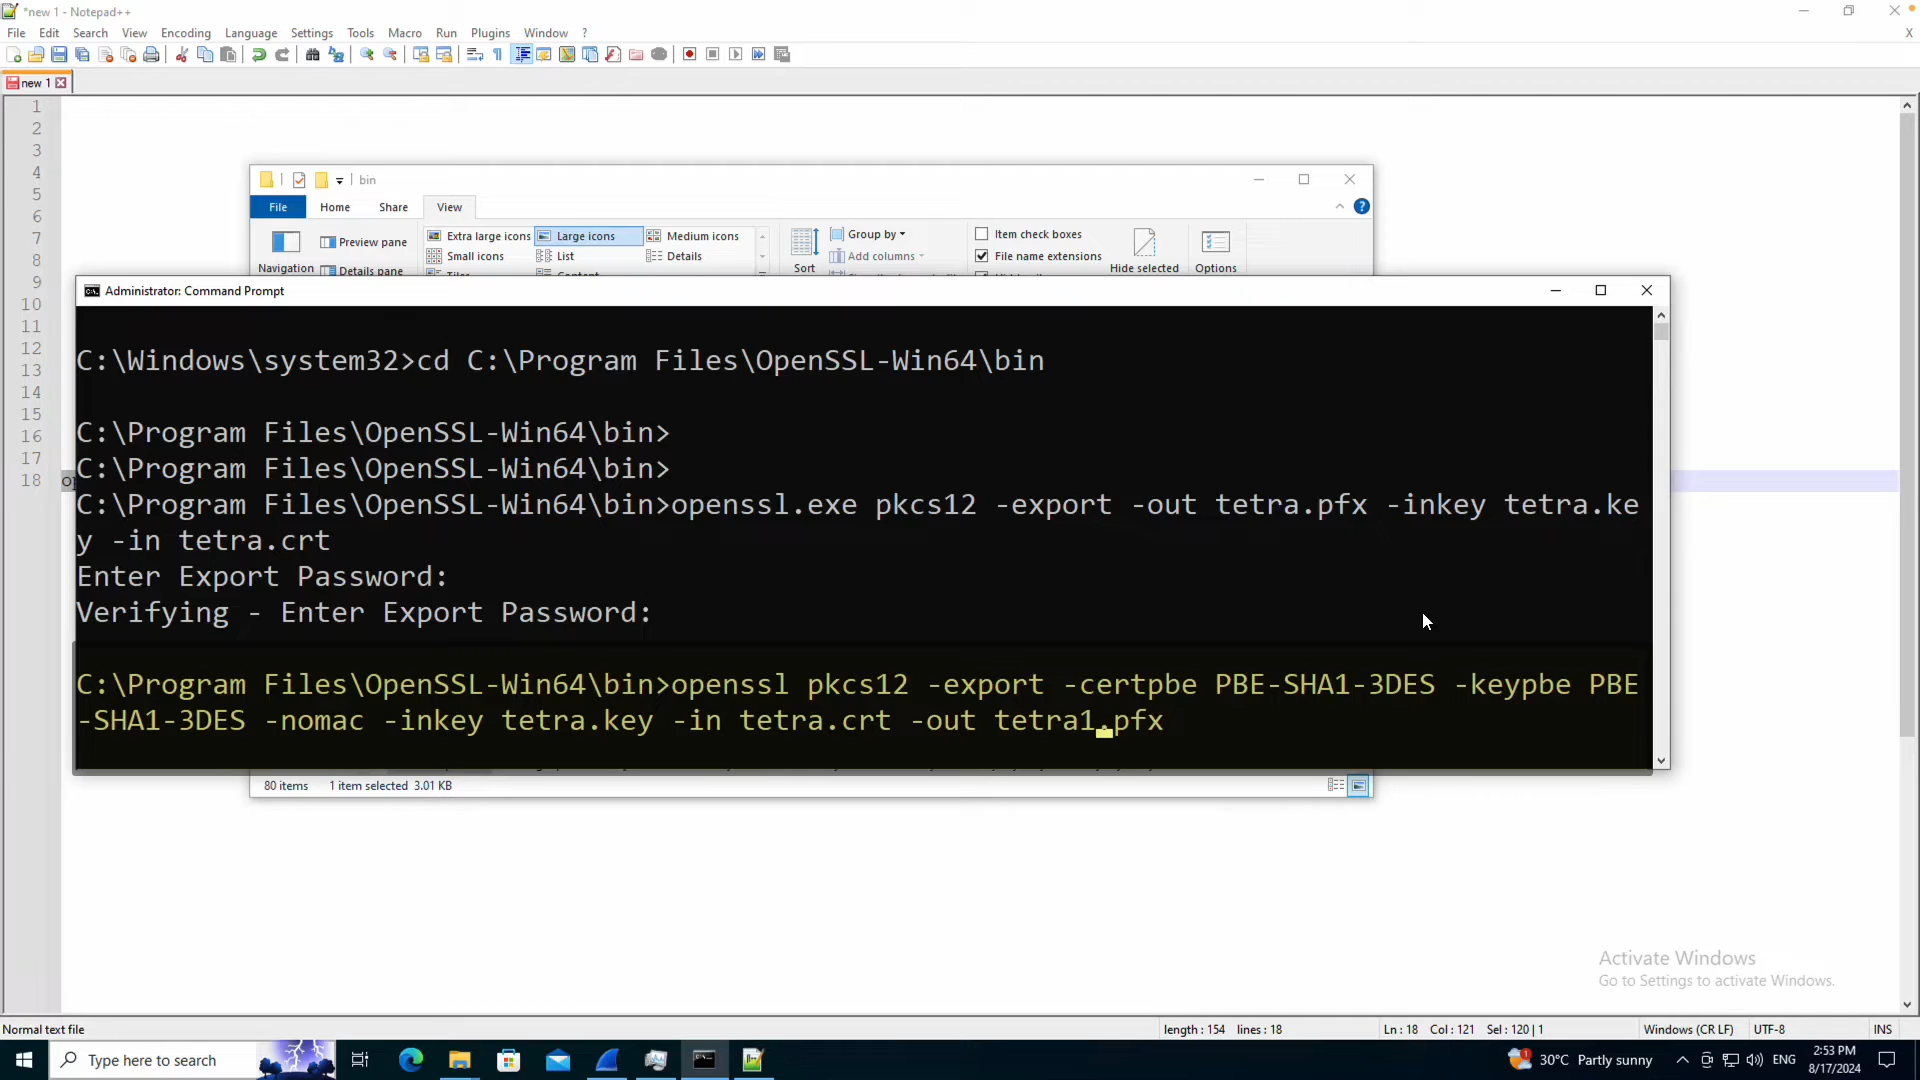 *new 1 - Notepad++
File Edit Search View Encoding Language Settings Tools Macro Run Plugins Window ? X
new 1
1
2
3
4
5
6
7
8
9
10
11
12
13
14
15
16
17
18
bin
File Home Share View
Preview pane Extra large icons Large icons Medium icons Group by Item check boxes
Small icons List Details Add columns File name extensions
Navigation Details pane Sort Hide selected Options
Administrator: Command Prompt
C:\Windows\system32>cd C:\Program Files\OpenSSL-Win64\bin
C:\Program Files\OpenSSL-Win64\bin>
C:\Program Files\OpenSSL-Win64\bin>
C:\Program Files\OpenSSL-Win64\bin>openssl.exe pkcs12 -export -out tetra.pfx -inkey tetra.ke
y -in tetra.crt
Enter Export Password:
Verifying - Enter Export Password:
C:\Program Files\OpenSSL-Win64\bin>openssl pkcs12 -export -certpbe PBE-SHA1-3DES -keypbe PBE
-SHA1-3DES -nomac -inkey tetra.key -in tetra.crt -out tetra1.pfx
80 items 1 item selected 3.01 KB
Activate Windows
Go to Settings to activate Windows.
Normal text file length : 154 lines : 18 Ln : 18 Col : 121 Sel : 120 | 1 Windows (CR LF) UTF-8 INS
Type here to search 30°C Partly sunny ENG 2:53 PM
8/17/2024